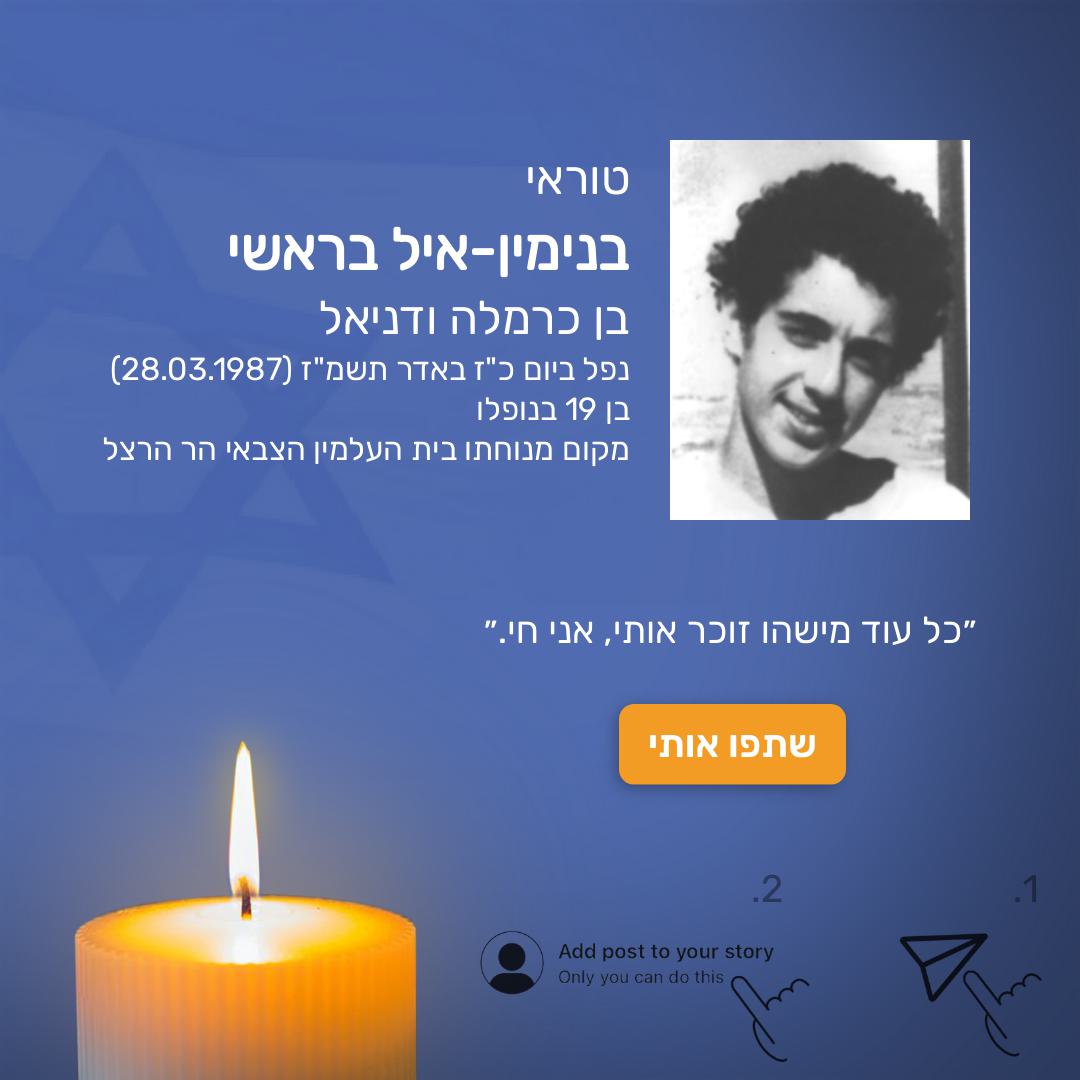 טוראי
בנימין-איל בראשי
בן כרמלה ודניאל
נפל ביום כ"ז באדר תשמ"ז (28.03.1987)
בן 19 בנופלו
מקום מנוחתו בית העלמין הצבאי הר הרצל
״כל עוד מישהו זוכר אותי, אני חי.״
שתפו אותי
.1
.2
Add post to your story
Only you can do this